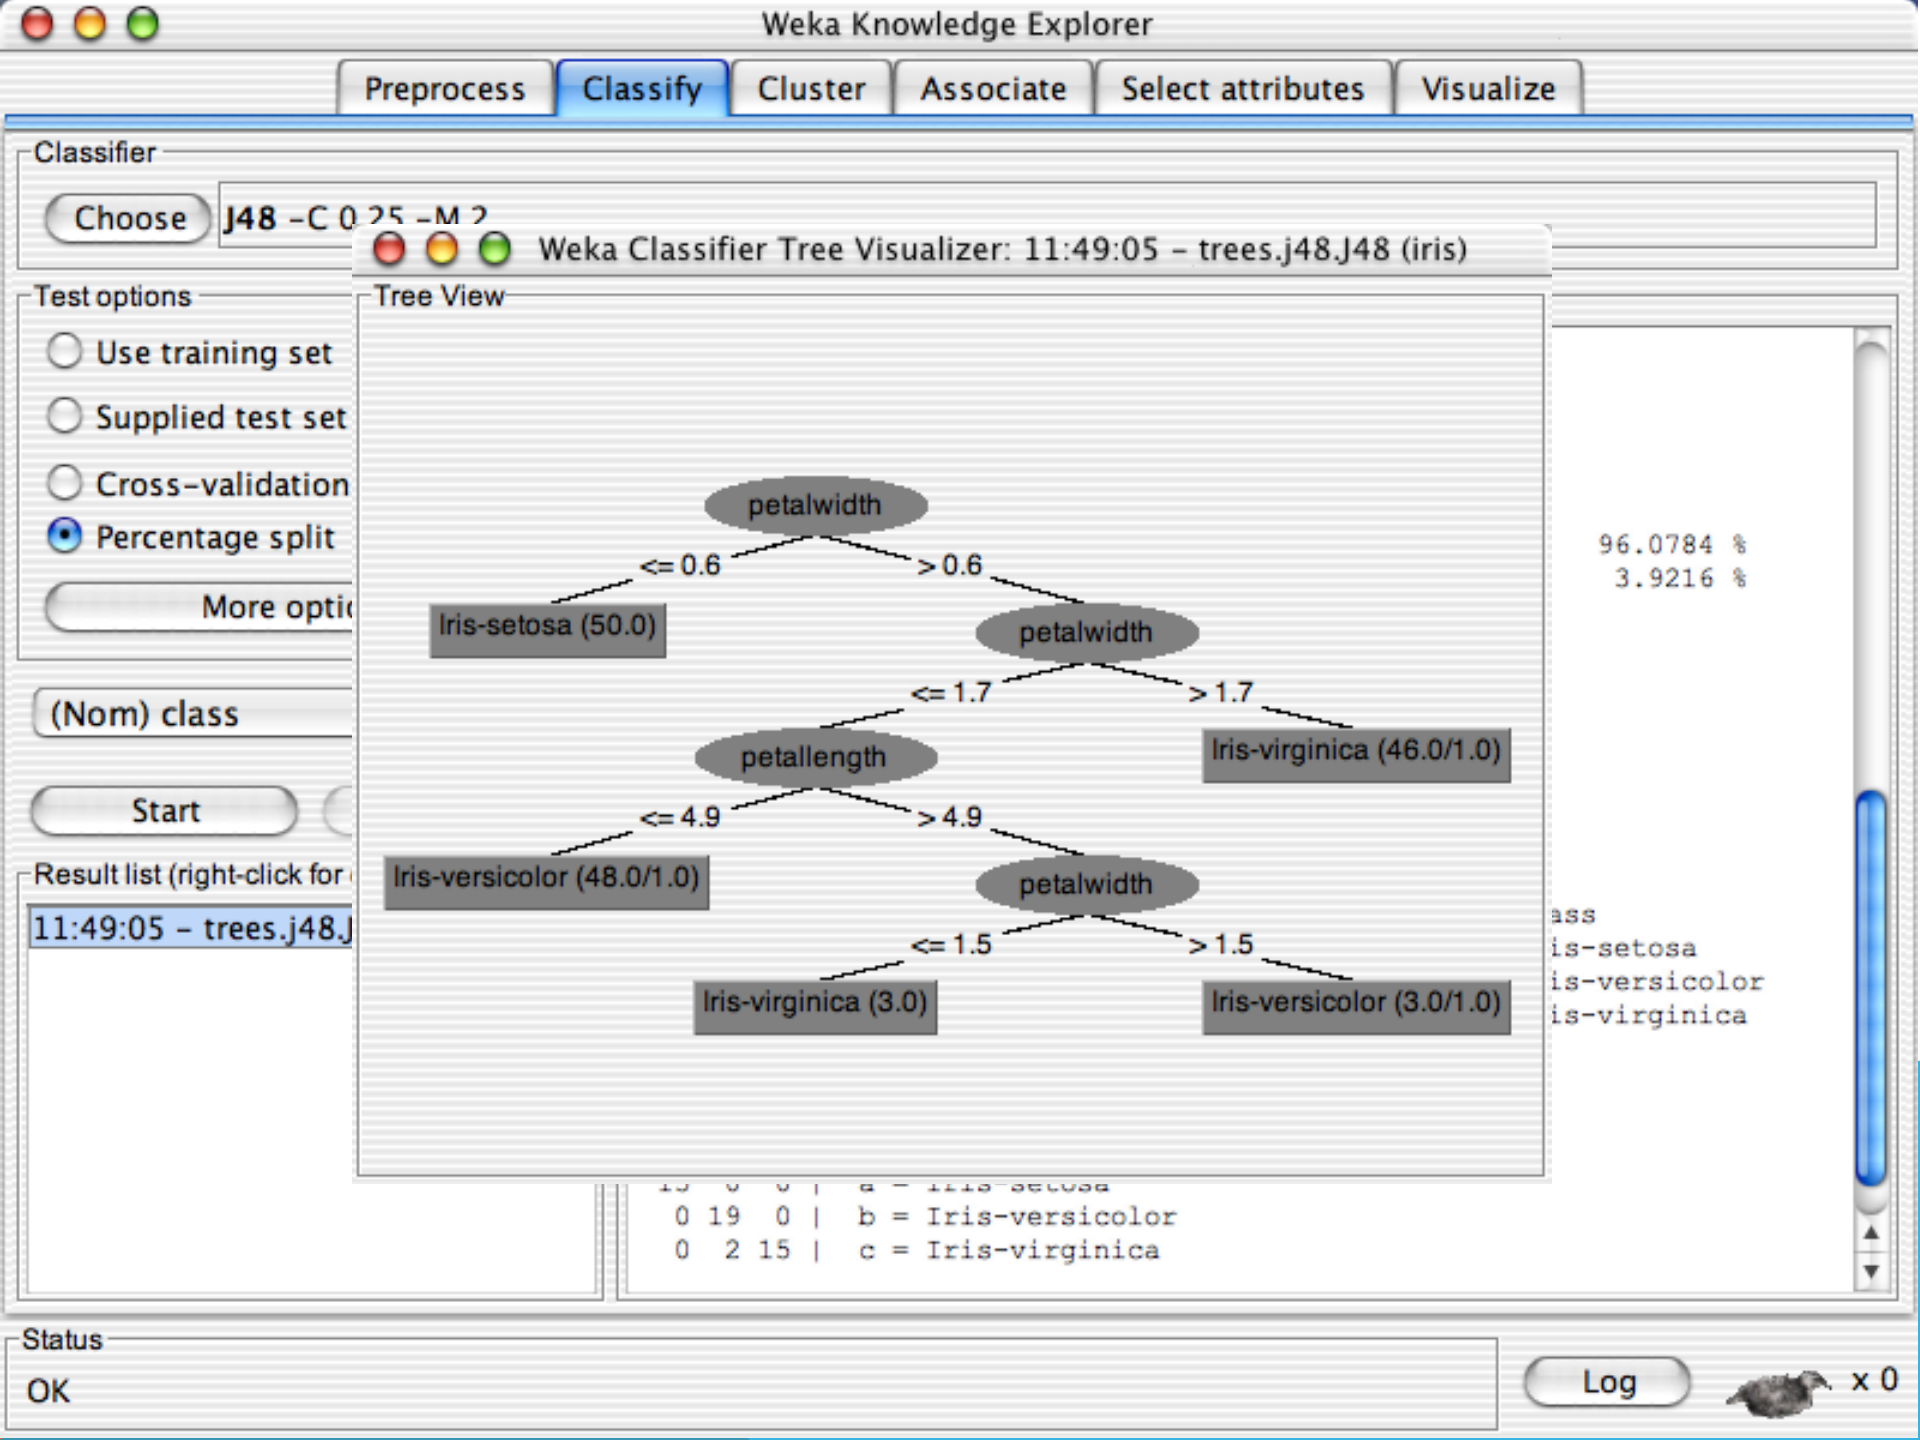 Weka Knowledge Explorer
Preprocess Classify Cluster Associate Select attributes Visualize
Classifier
Choose J48 -C 0.25 -M 2
Weka Classifier Tree Visualizer: 11:49:05 - trees.j48.J48 (iris)
Test options
Tree View
Use training set
Supplied test set
Cross-validation
Percentage split
More
(Nom) class
Start
Result list (right-click for
11:49:05 - trees.j48.J
petalwidth
<= 0.6 > 0.6
Iris-setosa (50.0) petalwidth
<= 1.7 > 1.7
petallength Iris-virginica (46.0/1.0)
<= 4.9 > 4.9
Iris-versicolor (48.0/1.0) petalwidth
<= 1.5 > 1.5
Iris-virginica (3.0) Iris-versicolor (3.0/1.0)
96.0784 %
3.9216 %
ass
is-setosa
is-versicolor
is-virginica
a = Iris-setosa
0 19 0 | b = Iris-versicolor
0 2 15 | c = Iris-virginica
Status
OK
Log x 0